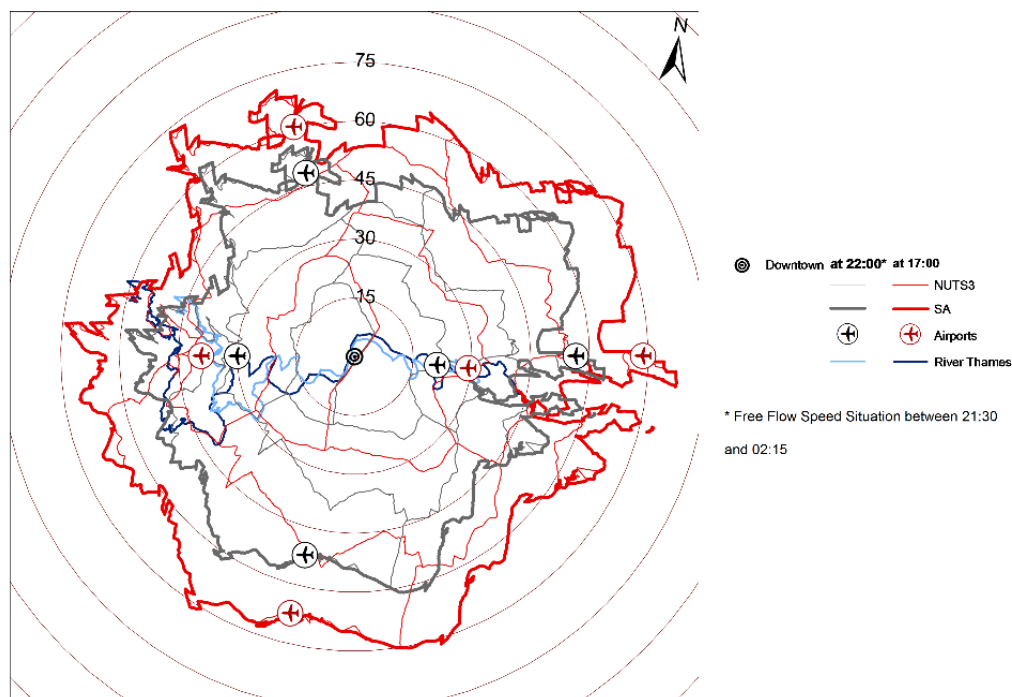 N
75
60
45
30
15
Downtown at 22:00* at 17:00
NUTS3
SA
Airports
River Thames
* Free Flow Speed Situation between 21:30
and 02:15